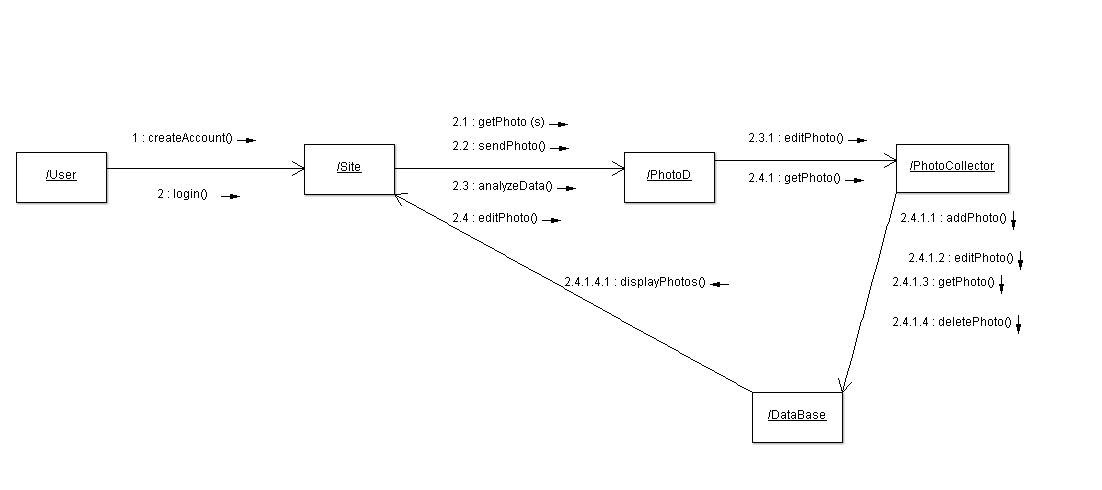 2.1 : getPhoto (s)
1 : createAccount()
2.2 : sendPhoto()
2.3.1 : editPhoto()
/User
/Site
/PhotoD
/PhotoCollector
2 : login()
2.3 : analyzeData()
2.4.1 : getPhoto()
2.4 : editPhoto()
2.4.1.1 : addPhoto()
2.4.1.2 : editPhoto()
2.4.1.4.1 : displayPhotos()
2.4.1.3 : getPhoto()
2.4.1.4 : deletePhoto()
/DataBase